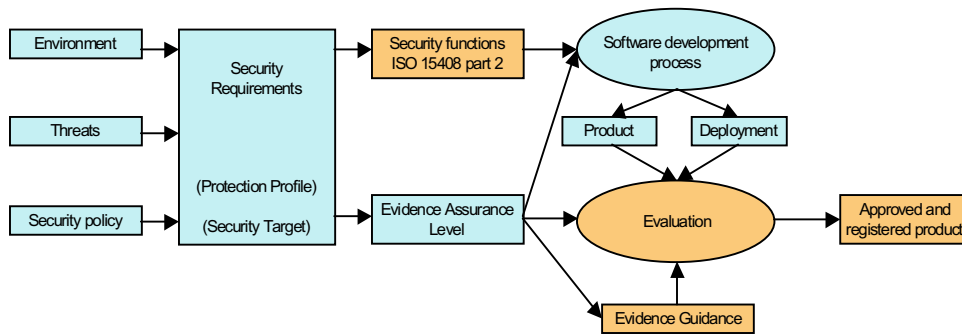 Environment
Threats
Security policy
Security
Requirements
(Protection Profile)
(Security Target)
Security functions
ISO 15408 part 2
Evidence Assurance
Level
Software development
process
Product
Deployment
Evaluation
Evidence Guidance
Approved and
registered product